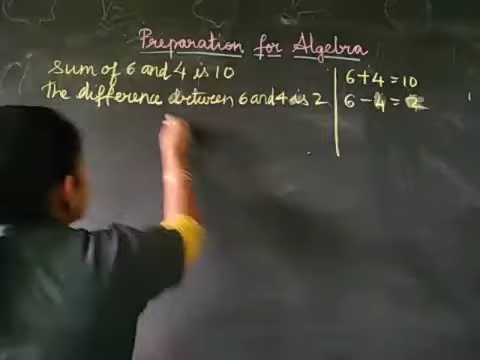 Preparation for Algebra
Sum of 6 and 4 is 10
The difference between 6 and 4 is 2
6 + 4 = 10
6 - 4 = 2